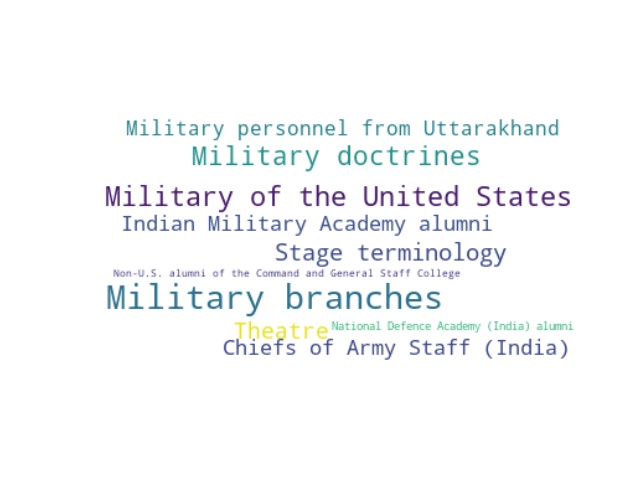 Military personnel from Uttarakhand
Military doctrines
Military of the United States
Indian Military Academy alumni
Stage terminology
Non-U.S. alumni of the Command and General Staff College
Military branches
Theatre
National Defence Academy (India) alumni
Chiefs of Army Staff (India)